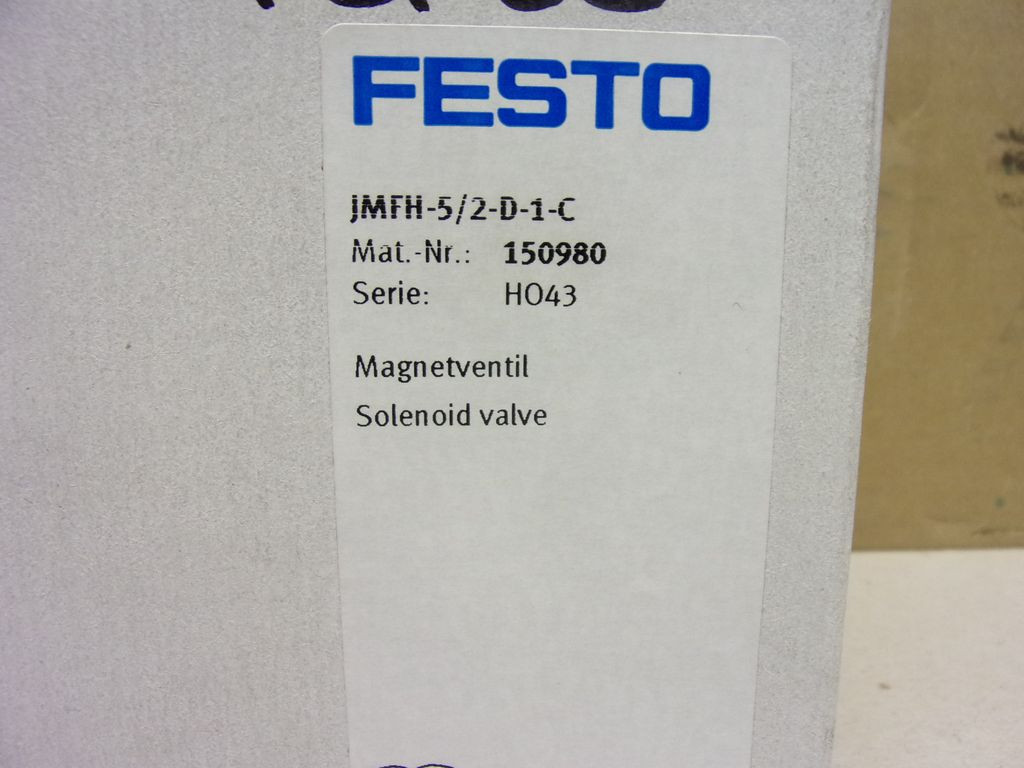 FESTO
JMFH-5/2-D-1-C
Mat.-Nr.: 150980
Serie: HO43
Magnetventil
Solenoid valve